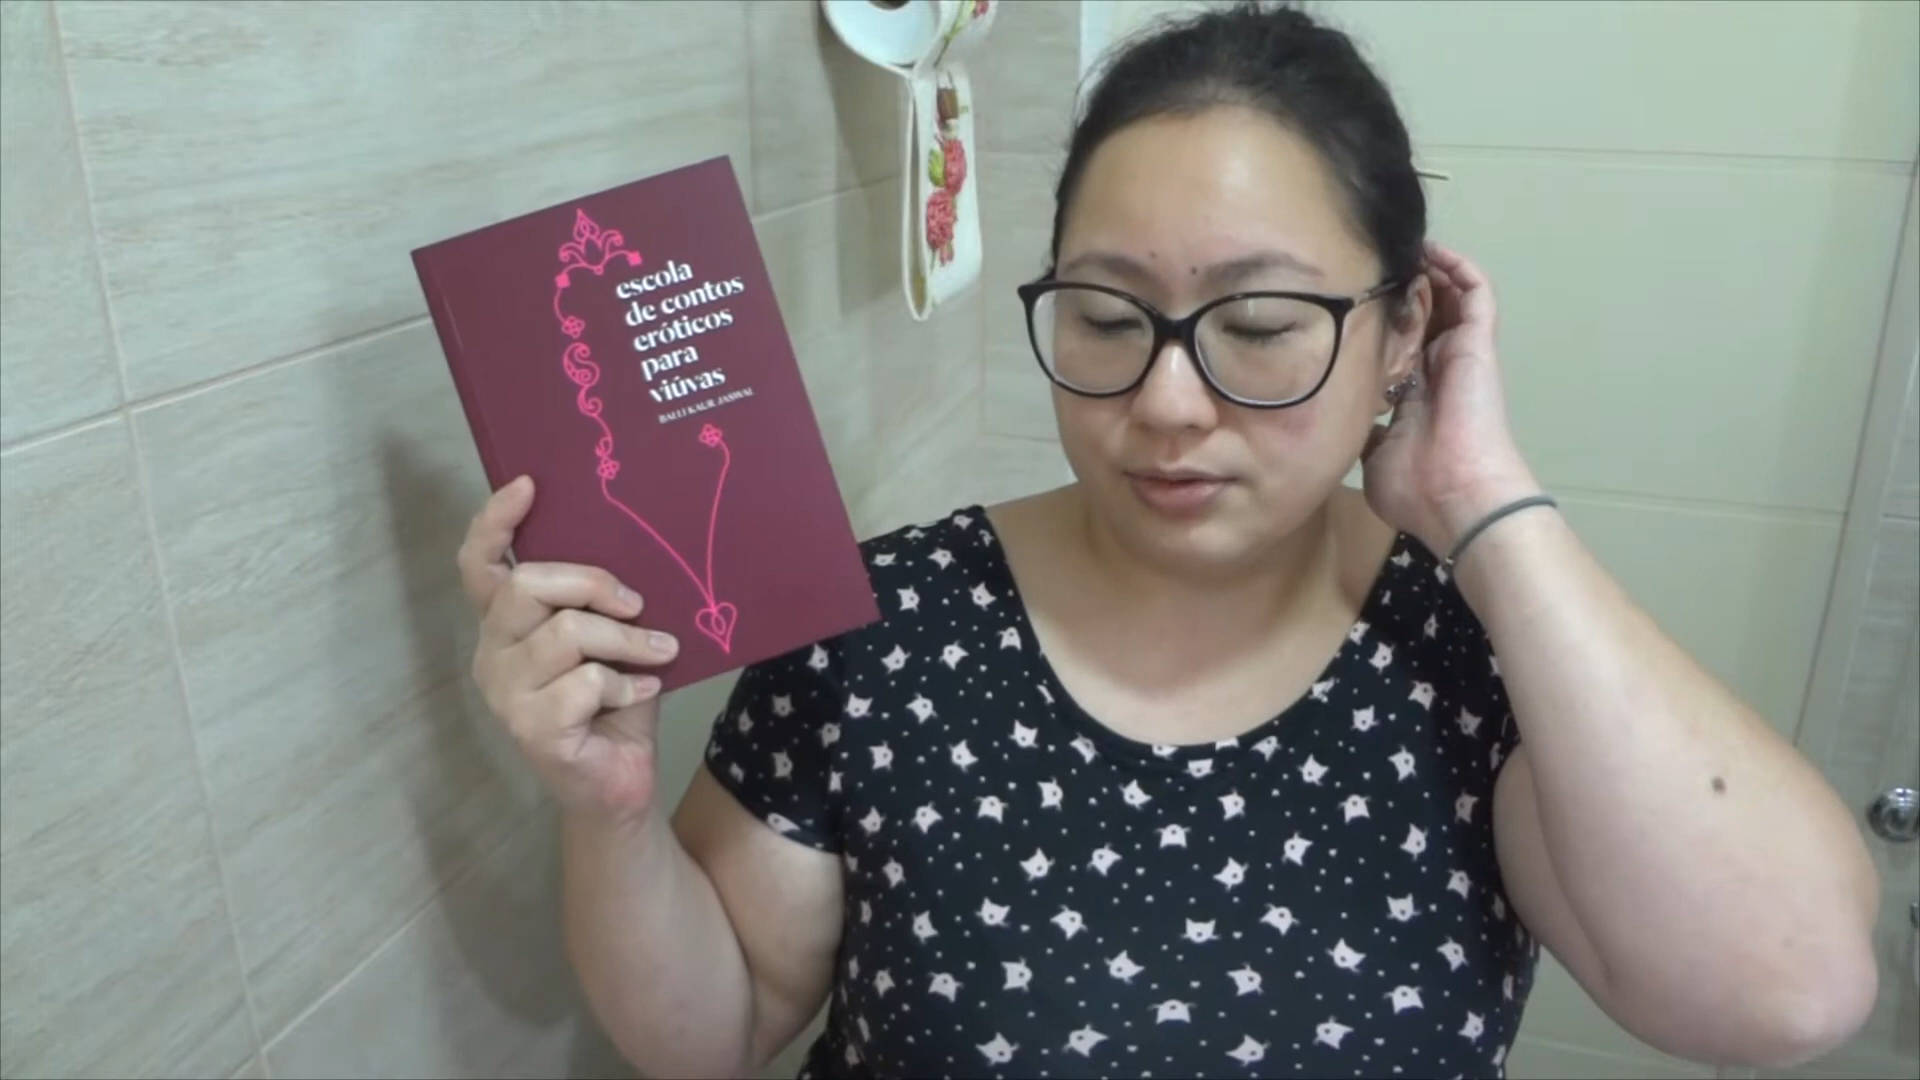 escola
de contos
eróticos
para
viúvas
BALLI KAUR JASWAL